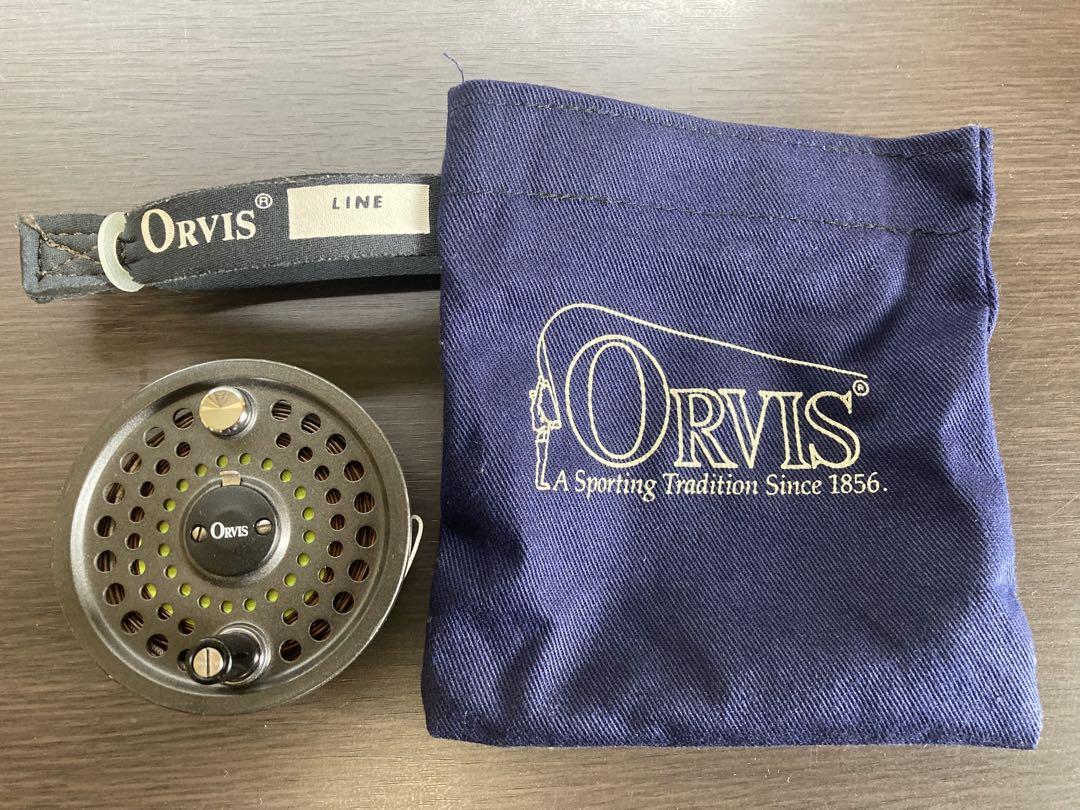 ORVIS®
LINE
ORVIS®
A Sporting Tradition Since 1856.
ORVIS